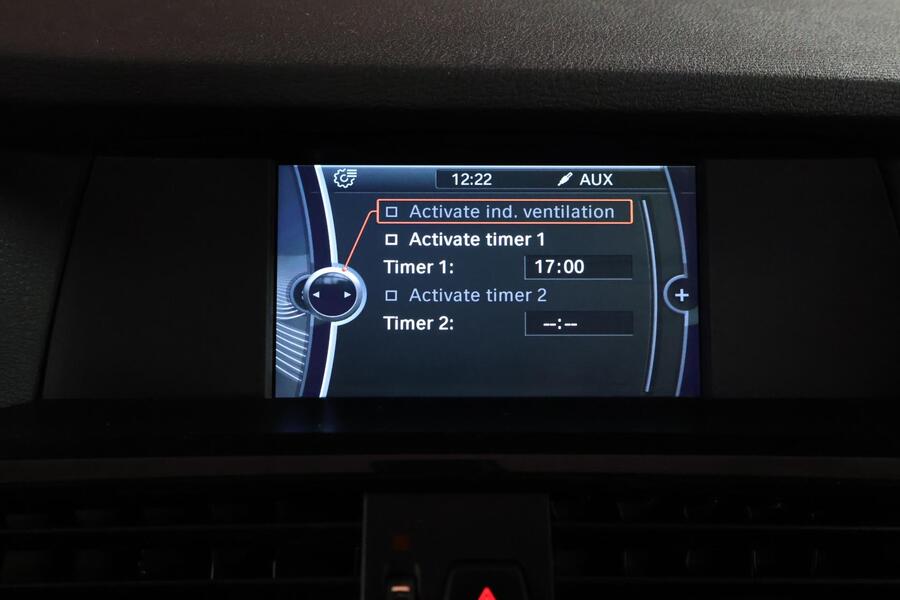 12:22 AUX
Activate ind. ventilation
Activate timer 1
Timer 1: 17:00
Activate timer 2
Timer 2: --:--